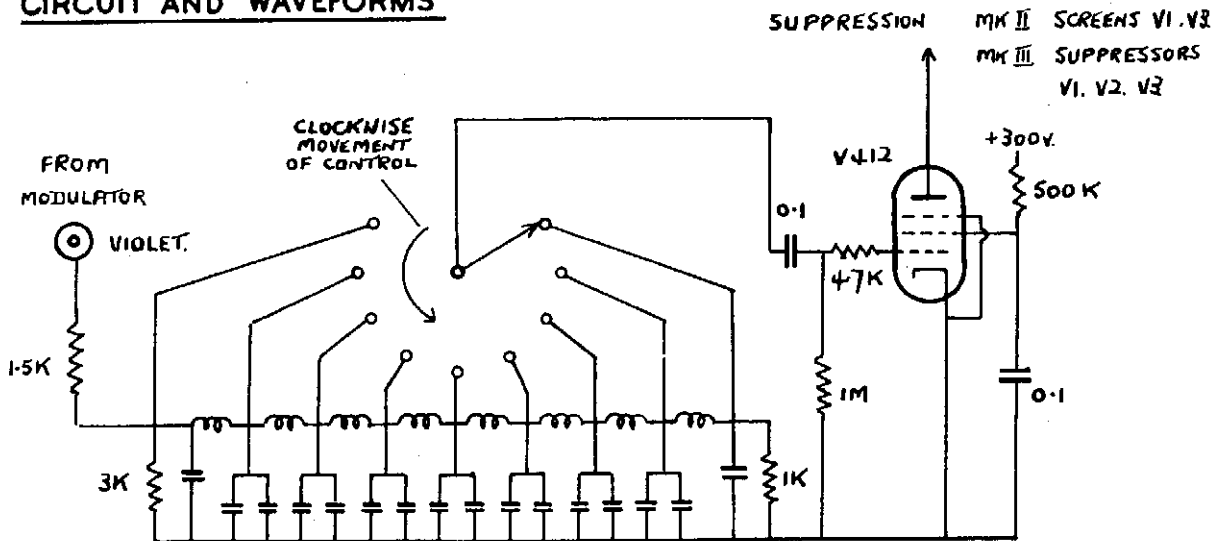 CIRCUIT AND WAVEFORMS
SUPPRESSION
MK II SCREENS V1. V3
MK III SUPPRESSORS
V1. V2. V3
CLOCKWISE
MOVEMENT
OF CONTROL
FROM
MODULATOR
VIOLET.
V412
+300V.
500K
0·1
47K
1·5K
1M
0·1
3K
1K